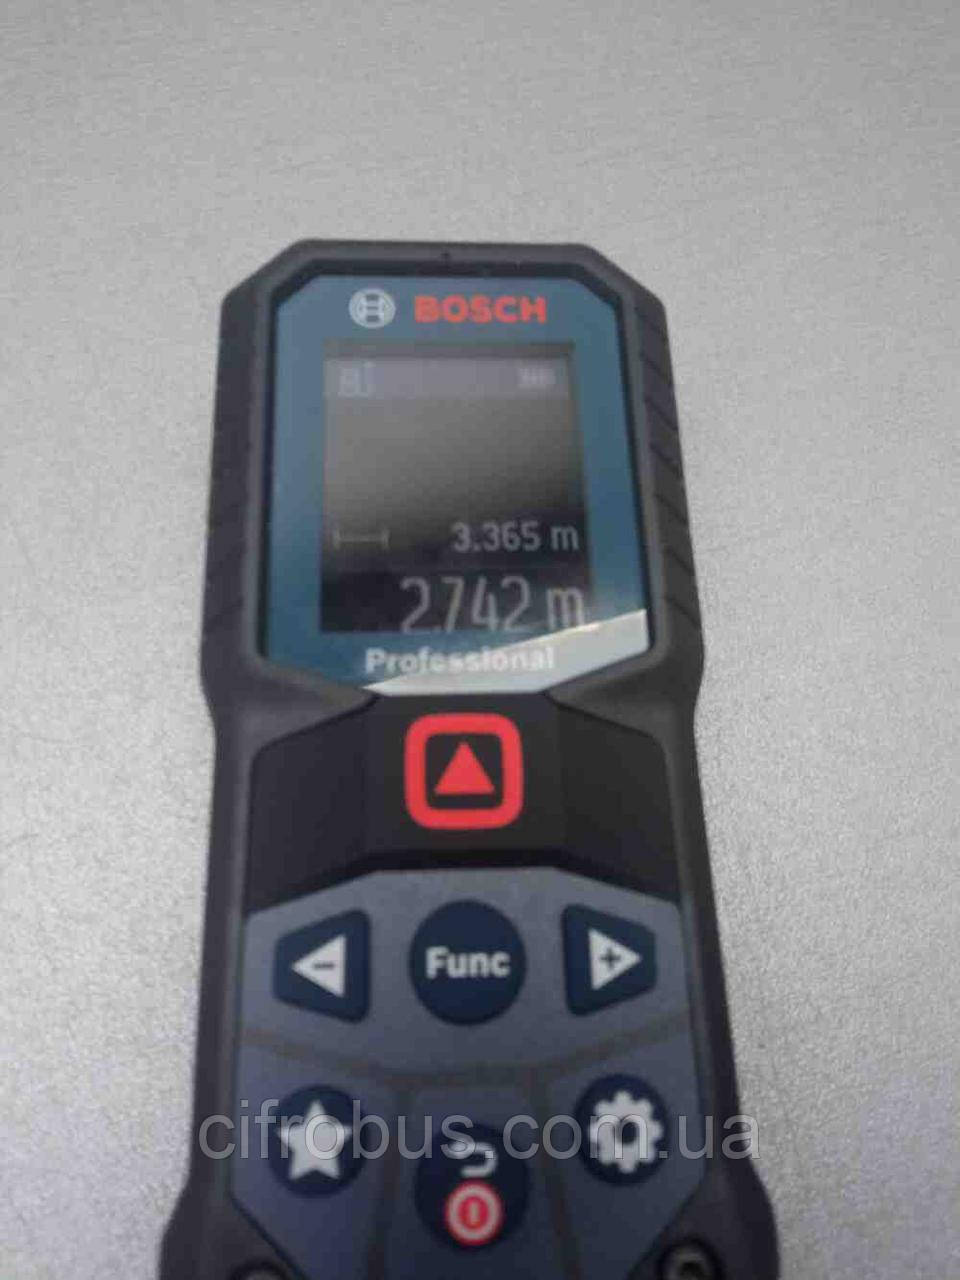 BOSCH
3.365 m
2.742 m
Professional
- Func +
cifrobus.com.ua